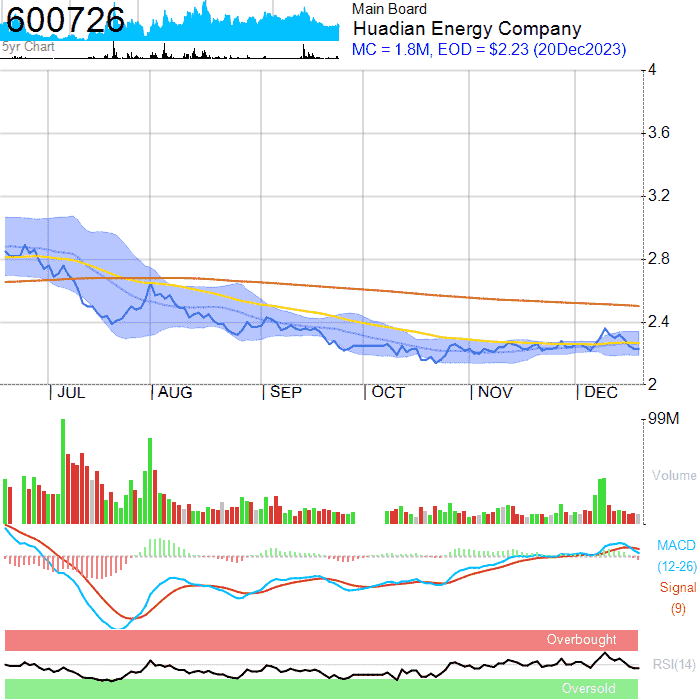 600726
5yr Chart
Main Board
Huadian Energy Company
MC = 1.8M, EOD = $2.23 (20Dec2023)
4
3.6
3.2
2.8
2.4
2
JUL AUG SEP OCT NOV DEC
99M
Volume
MACD
(12-26)
Signal
(9)
Overbought
RSI(14)
Oversold